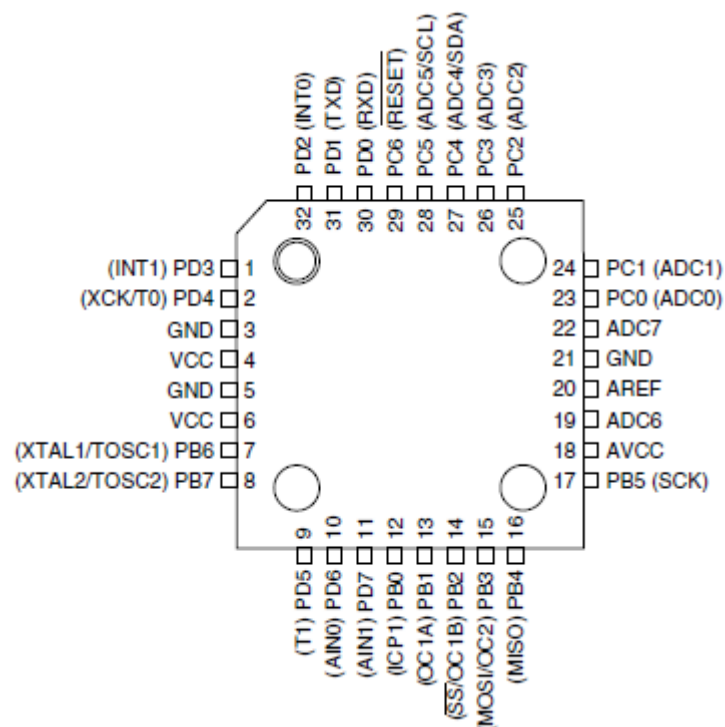 PD2 (INT0)
PD1 (TXD)
PD0 (RXD)
PC6 (RESET)
PC5 (ADC5/SCL)
PC4 (ADC4/SDA)
PC3 (ADC3)
PC2 (ADC2)
32
31
30
29
28
27
26
25
(INT1) PD3 1
(XCK/T0) PD4 2
GND 3
VCC 4
GND 5
VCC 6
(XTAL1/TOSC1) PB6 7
(XTAL2/TOSC2) PB7 8
24 PC1 (ADC1)
23 PC0 (ADC0)
22 ADC7
21 GND
20 AREF
19 ADC6
18 AVCC
17 PB5 (SCK)
9
10
11
12
13
14
15
16
(T1) PD5
(AIN0) PD6
(AIN1) PD7
(ICP1) PB0
(OC1A) PB1
(SS/OC1B) PB2
(MOSI/OC2) PB3
(MISO) PB4